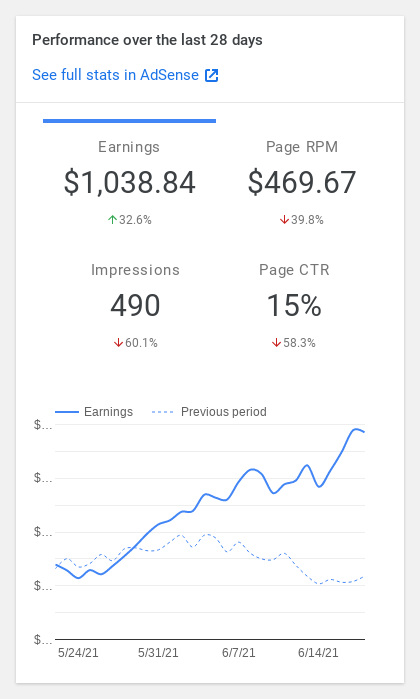 Performance over the last 28 days
See full stats in AdSense
Earnings Page RPM
$1,038.84 $469.67
32.6% 39.8%
Impressions Page CTR
490 15%
60.1% 58.3%
Earnings Previous period
$...
$...
$...
$...
$...
5/24/21 5/31/21 6/7/21 6/14/21